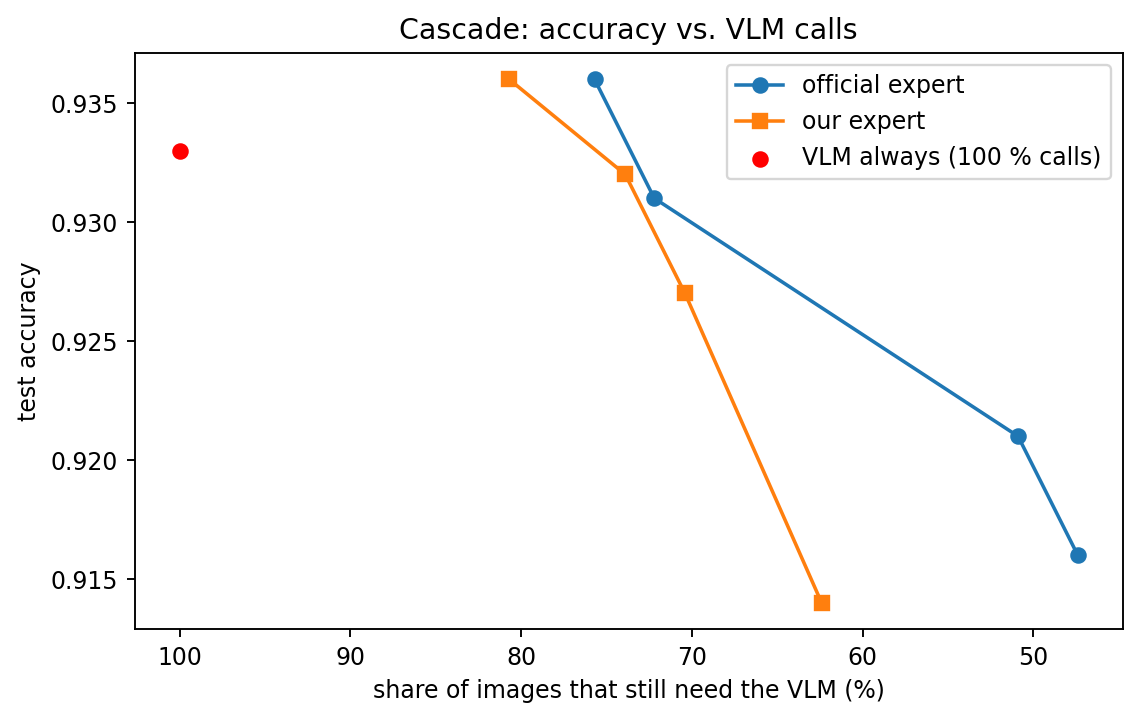 Cascade: accuracy vs. VLM calls
official expert
our expert
VLM always (100 % calls)
test accuracy
0.935
0.930
0.925
0.920
0.915
100
90
80
70
60
50
share of images that still need the VLM (%)